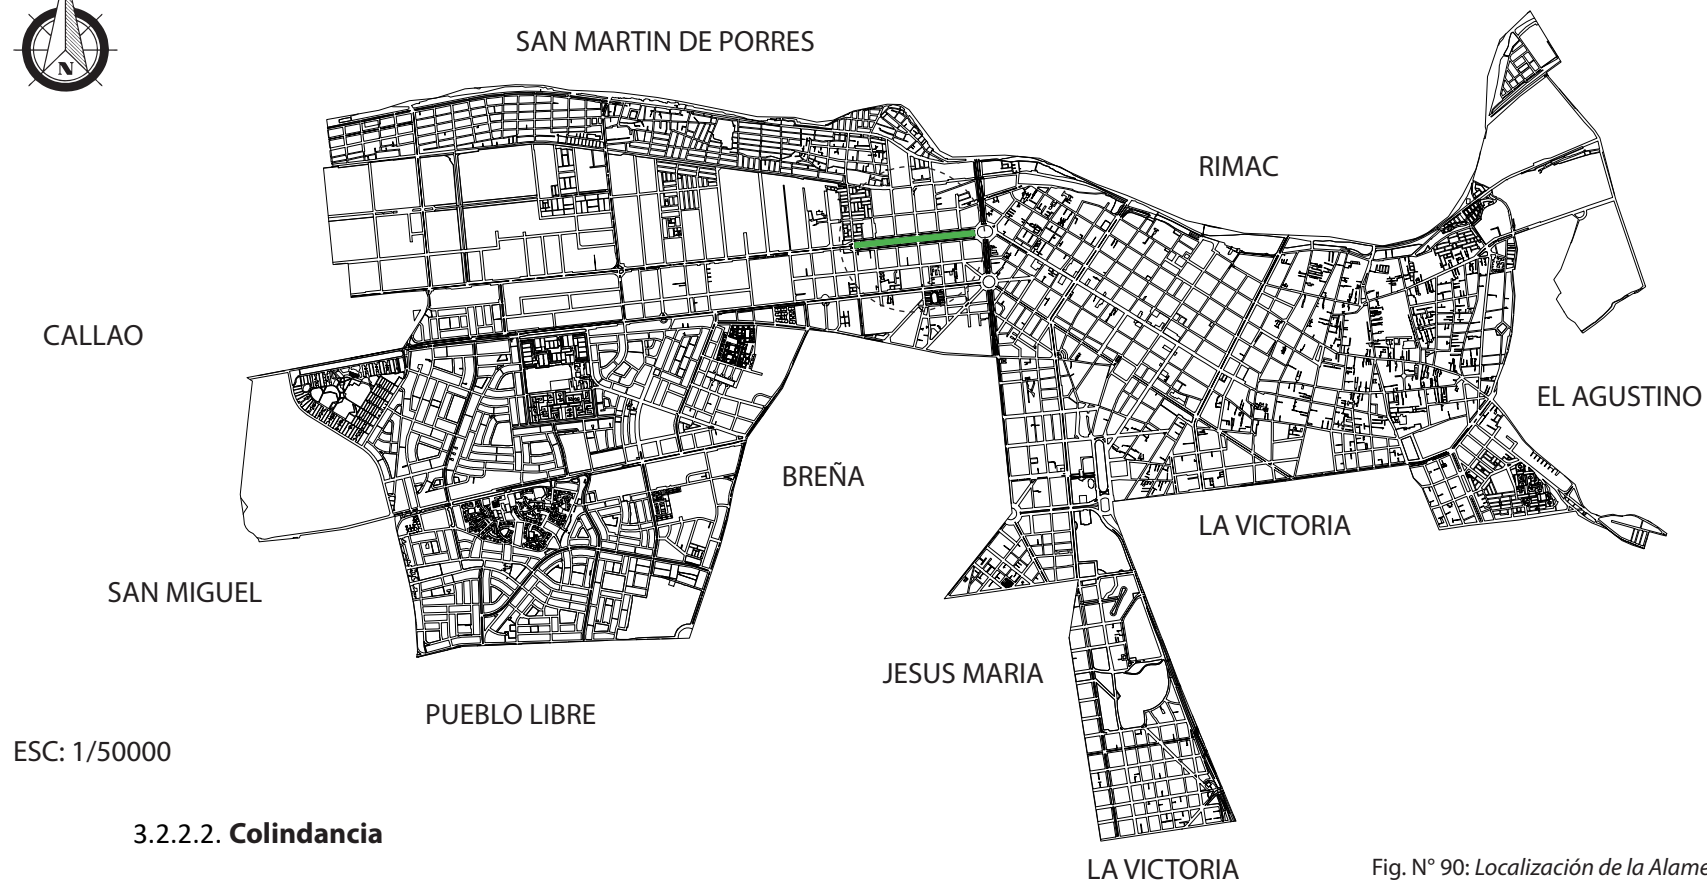 N
SAN MARTIN DE PORRES
RIMAC
CALLAO
EL AGUSTINO
BREÑA
LA VICTORIA
SAN MIGUEL
JESUS MARIA
PUEBLO LIBRE
ESC: 1/50000
3.2.2.2. Colindancia
LA VICTORIA
Fig. N° 90: Localización de la